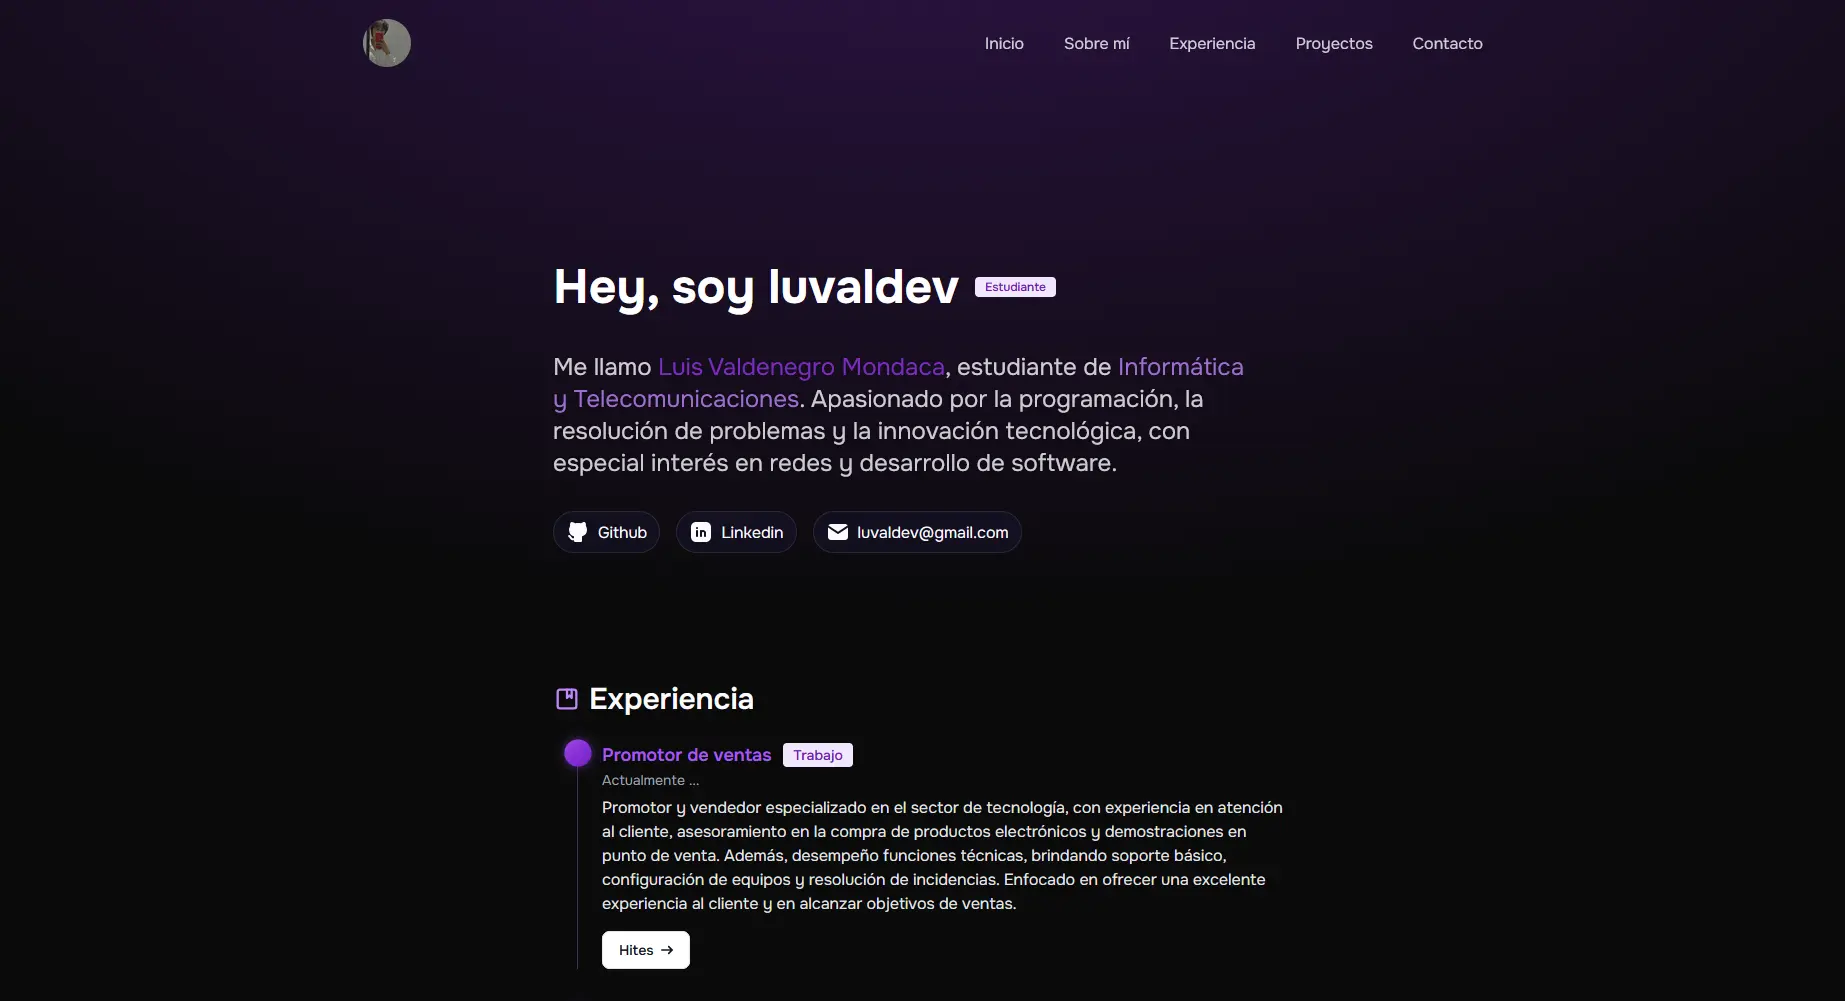 Inicio Sobre mí Experiencia Proyectos Contacto
Hey, soy luvaldev Estudiante
Me llamo Luis Valdenegro Mondaca, estudiante de Informática
y Telecomunicaciones. Apasionado por la programación, la
resolución de problemas y la innovación tecnológica, con
especial interés en redes y desarrollo de software.
Github Linkedin luvaldev@gmail.com
Experiencia
Promotor de ventas Trabajo
Actualmente ...
Promotor y vendedor especializado en el sector de tecnología, con experiencia en atención
al cliente, asesoramiento en la compra de productos electrónicos y demostraciones en
punto de venta. Además, desempeño funciones técnicas, brindando soporte básico,
configuración de equipos y resolución de incidencias. Enfocado en ofrecer una excelente
experiencia al cliente y en alcanzar objetivos de ventas.
Hites →